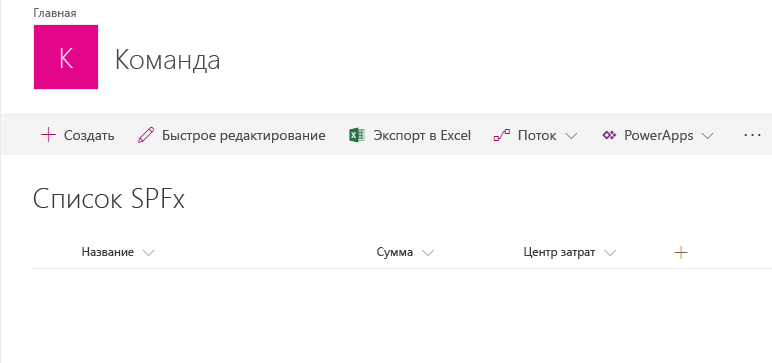 Главная
К
Команда
Создать Быстрое редактирование Экспорт в Excel Поток PowerApps ···
Список SPFx
Название Сумма Центр затрат